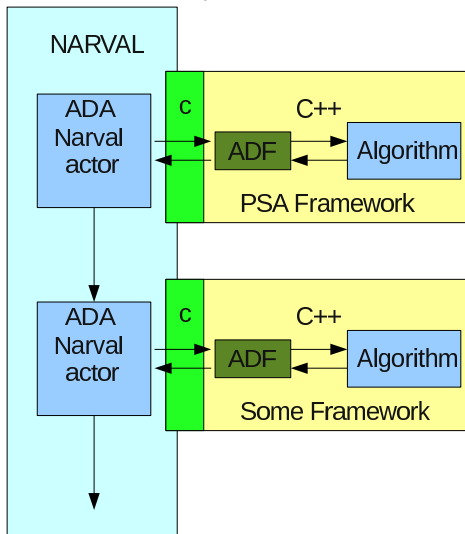 NARVAL
ADA
Narval
actor
c
C++
ADF
Algorithm
PSA Framework
ADA
Narval
actor
c
C++
ADF
Algorithm
Some Framework